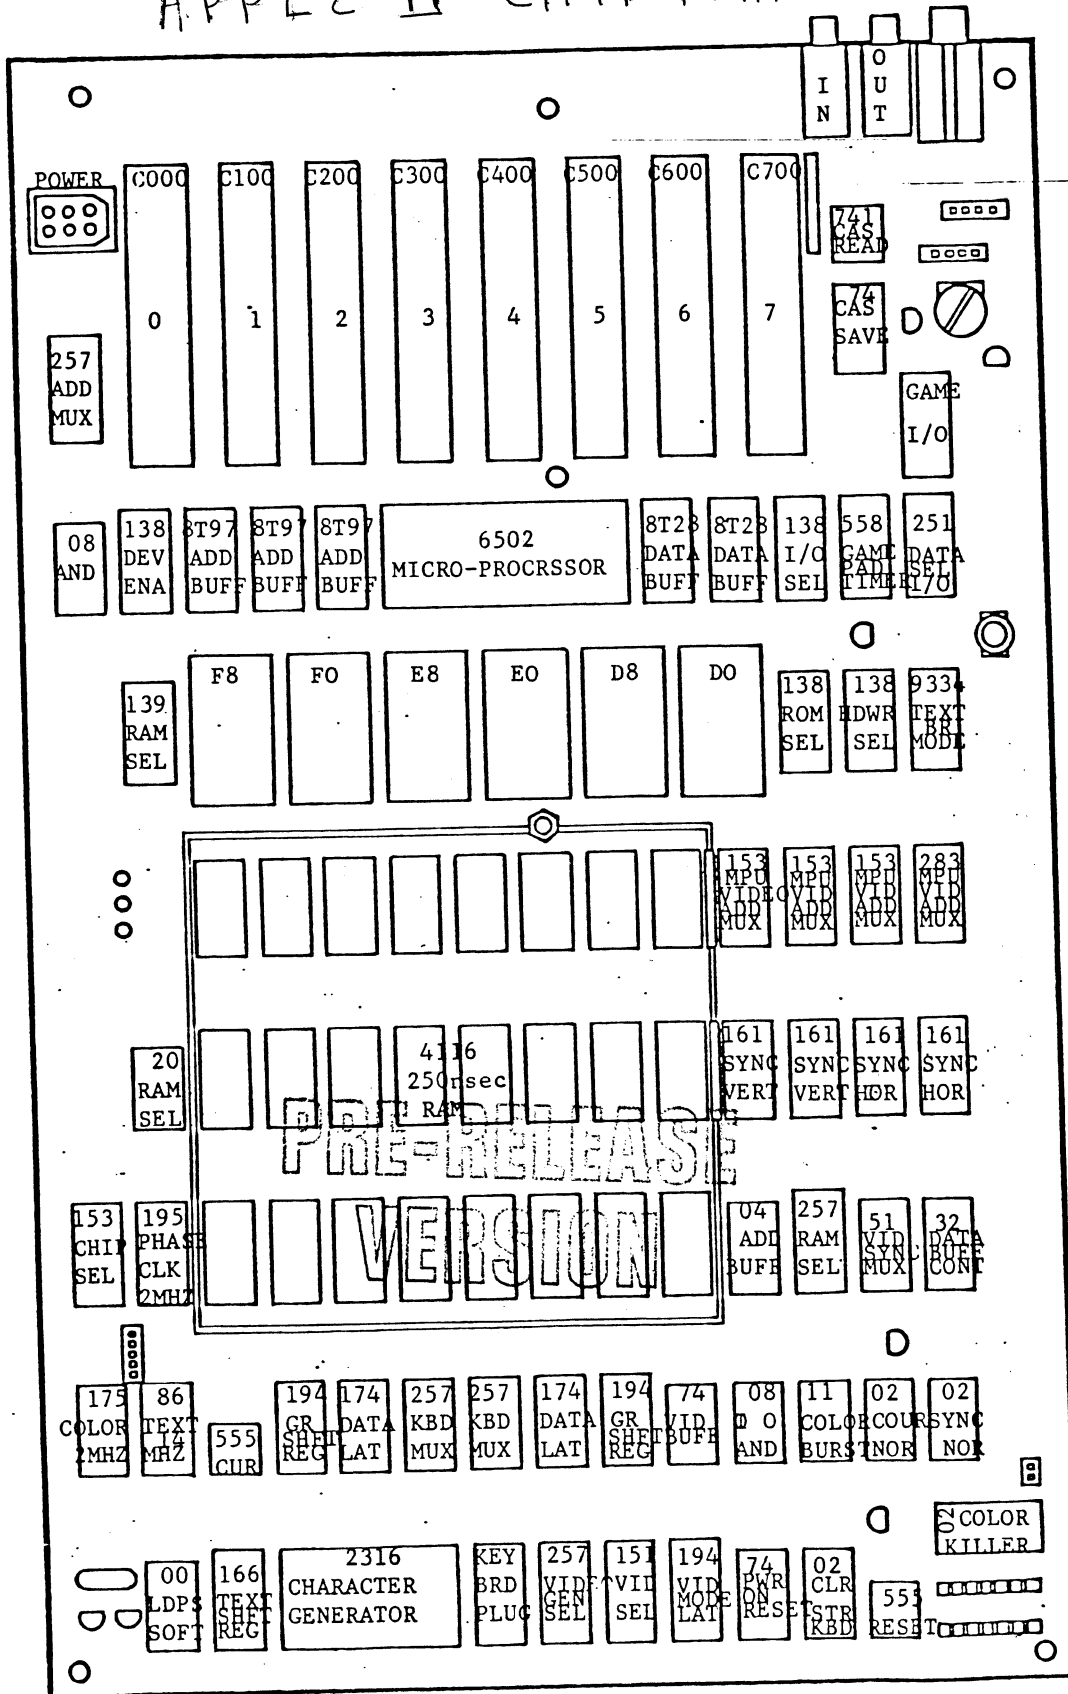 APPLE II
IN
OUT
POWER
C000 C100 C200 C300 C400 C500 C600 C700
741
CAS
READ
0 1 2 3 4 5 6 7
74
CAS
SAVE
257
ADD
MUX
GAME
I/O
08
AND
138
DEV
ENA
8T97
ADD
BUFF
8T97
ADD
BUFF
8T97
ADD
BUFF
6502
MICRO-PROCRSSOR
8T28
DATA
BUFF
8T28
DATA
BUFF
138
I/O
SEL
558
GAME
PADL
TIMER
251
DATA
SEL
I/O
139
RAM
SEL
F8 F0 E8 E0 D8 D0
138
ROM
SEL
138
HDWR
SEL
9334
TEXT
BR
MODE
153
MPU
VIDEO
ADD
MUX
153
MPU
VID
ADD
MUX
153
MPU
VID
ADD
MUX
283
MPU
VID
ADD
MUX
20
RAM
SEL
4116
250nsec
RAM
161
SYNC
VERT
161
SYNC
VERT
161
SYNC
HOR
161
SYNC
HOR
PRE-RELEASE
VERSION
153
CHIP
SEL
195
PHASE
CLK
2MHZ
04
ADD
BUFF
257
RAM
SEL
51
VID
SYNC
MUX
32
DATA
BUFF
CONT
175
COLOR
2MHZ
86
TEXT
14
MHZ
555
CUR
194
GR
SHFT
REG
174
DATA
LAT
257
KBD
MUX
257
KBD
MUX
174
DATA
LAT
194
GR
SHFT
REG
74
VID
BUFF
08
AND
11
COLOR
BURST
02
COUR
NOR
02
SYNC
NOR
02
COLOR
KILLER
00
LDPS
SOFT
166
TEXT
SHFT
REG
2316
CHARACTER
GENERATOR
KEY
BRD
PLUG
257
VID
GEN
SEL
151
VID
SEL
194
VID
MODE
LAT
74
PWR
ON
RESET
02
CLR
STR
KBD
555
RESET